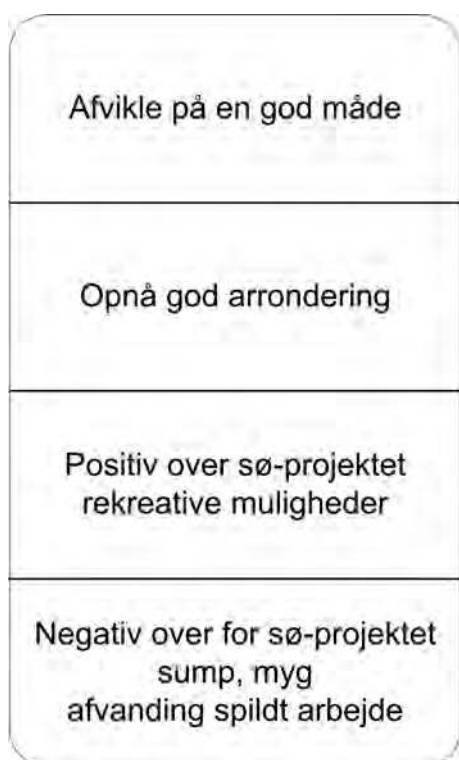 Afvikle på en god måde
Opnå god arrondering
Positiv over sø-projektet
rekreative muligheder
Negativ over for sø-projektet
sump, myg
afvanding spildt arbejde